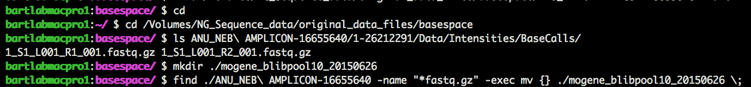 bartlabmacpro1:basespace/ $ cd
bartlabmacpro1:~/ $ cd /Volumes/NG_Sequence_data/original_data_files/basespace
bartlabmacpro1:basespace/ $ ls ANU_NEB\ AMPLICON-16655640/1-26212291/Data/Intensities/BaseCalls/
1_S1_L001_R1_001.fastq.gz 1_S1_L001_R2_001.fastq.gz
bartlabmacpro1:basespace/ $ mkdir ./mogene_blibpool10_20150626
bartlabmacpro1:basespace/ $ find ./ANU_NEB\ AMPLICON-16655640 -name "*fastq.gz" -exec mv {} ./mogene_blibpool10_20150626 \;